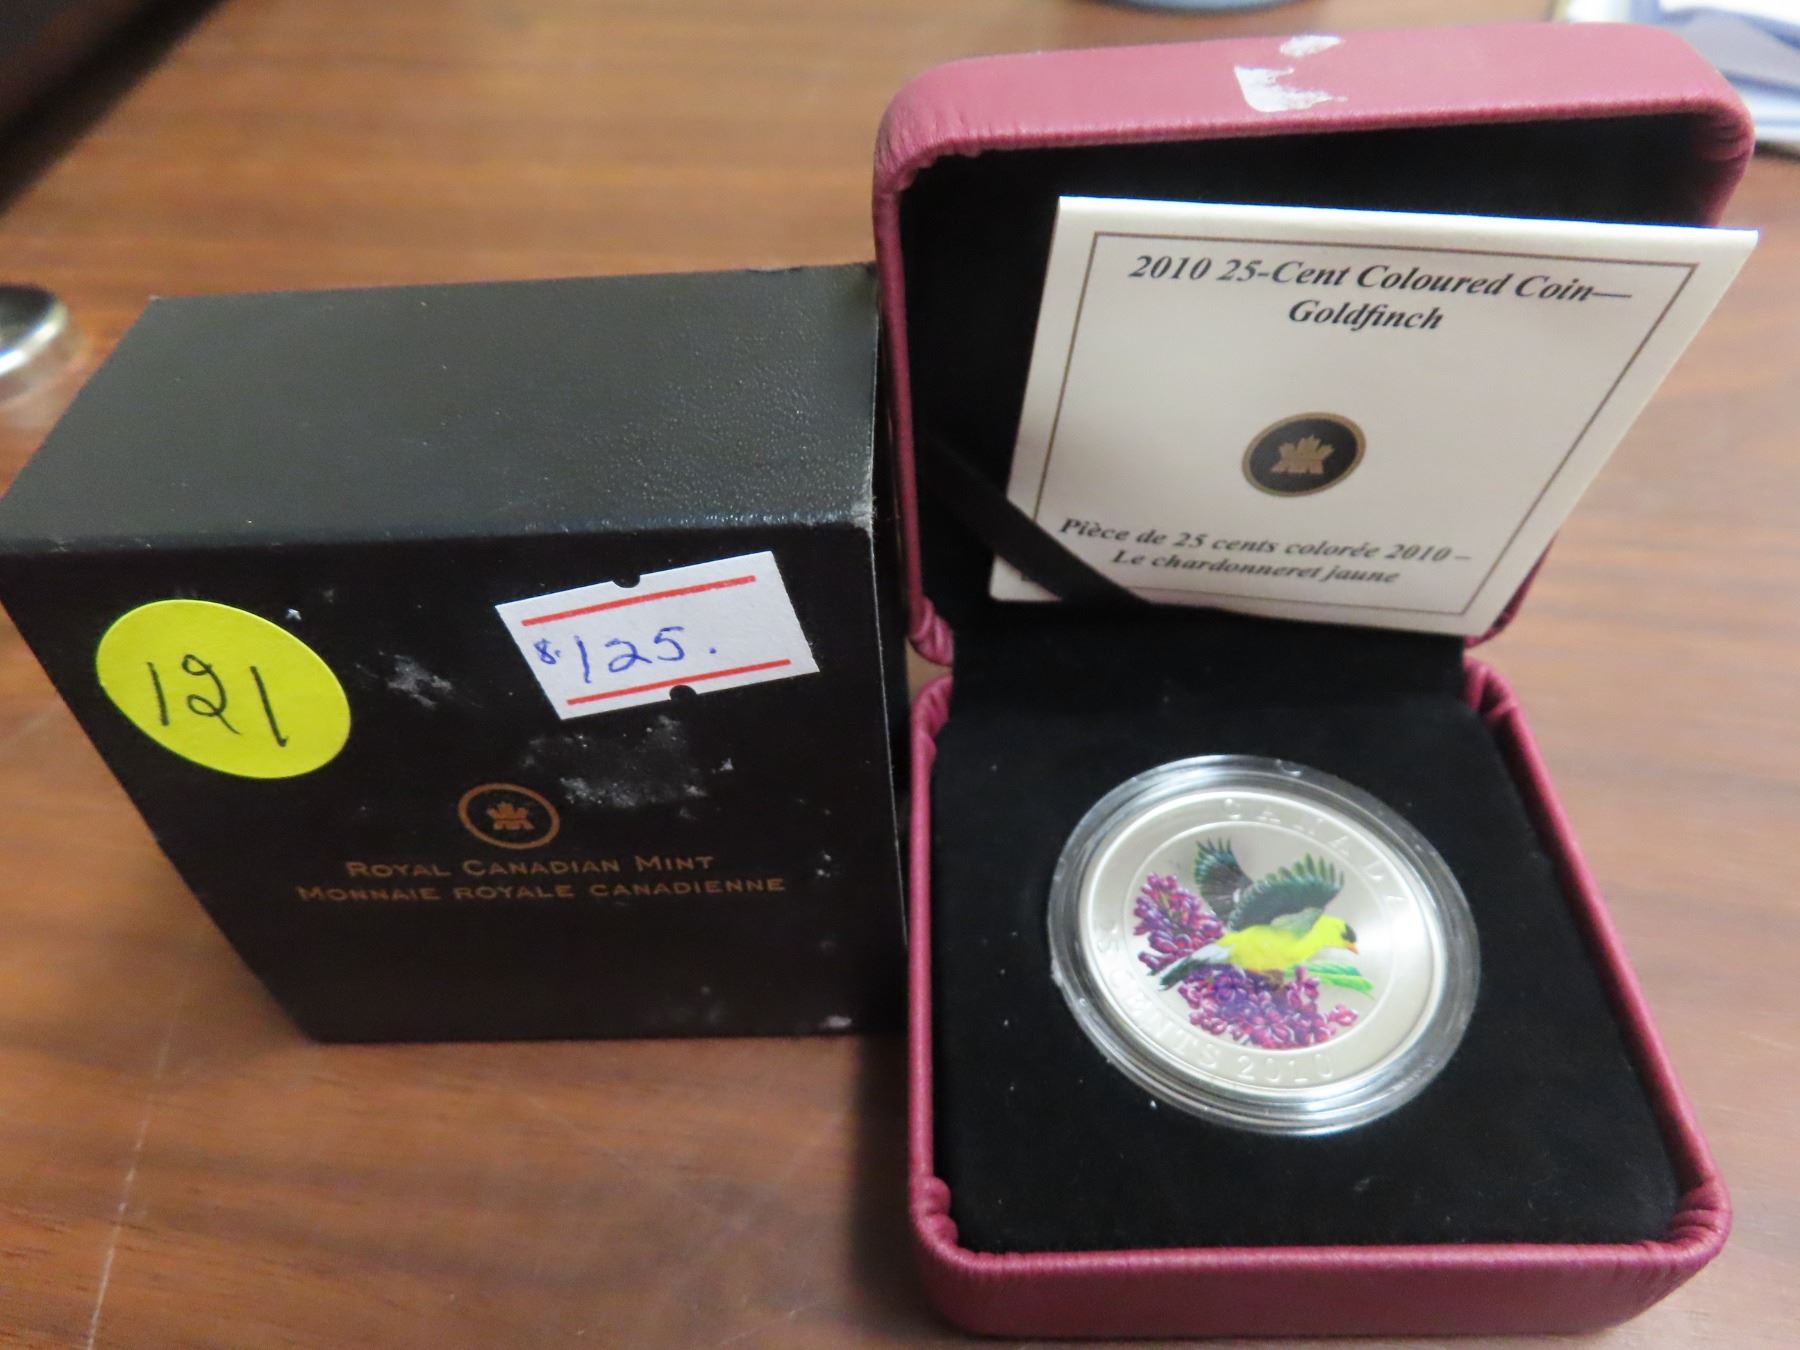 121
$125.
ROYAL CANADIAN MINT
MONNAIE ROYALE CANADIENNE
2010 25-Cent Coloured Coin—
Goldfinch
Pièce de 25 cents colorée 2010 –
Le chardonneret jaune
CANADA
25 CENTS 2010